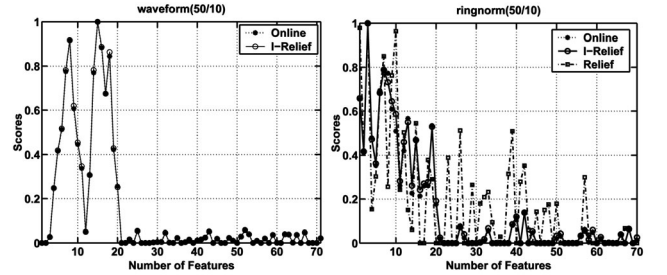 waveform(50/10)
1
0.8
0.6
0.4
0.2
0
Scores
10 20 30 40 50 60 70
Number of Features
Online
I-Relief
ringnorm(50/10)
1
0.8
0.6
0.4
0.2
0
Scores
10 20 30 40 50 60 70
Number of Features
Online
I-Relief
Relief